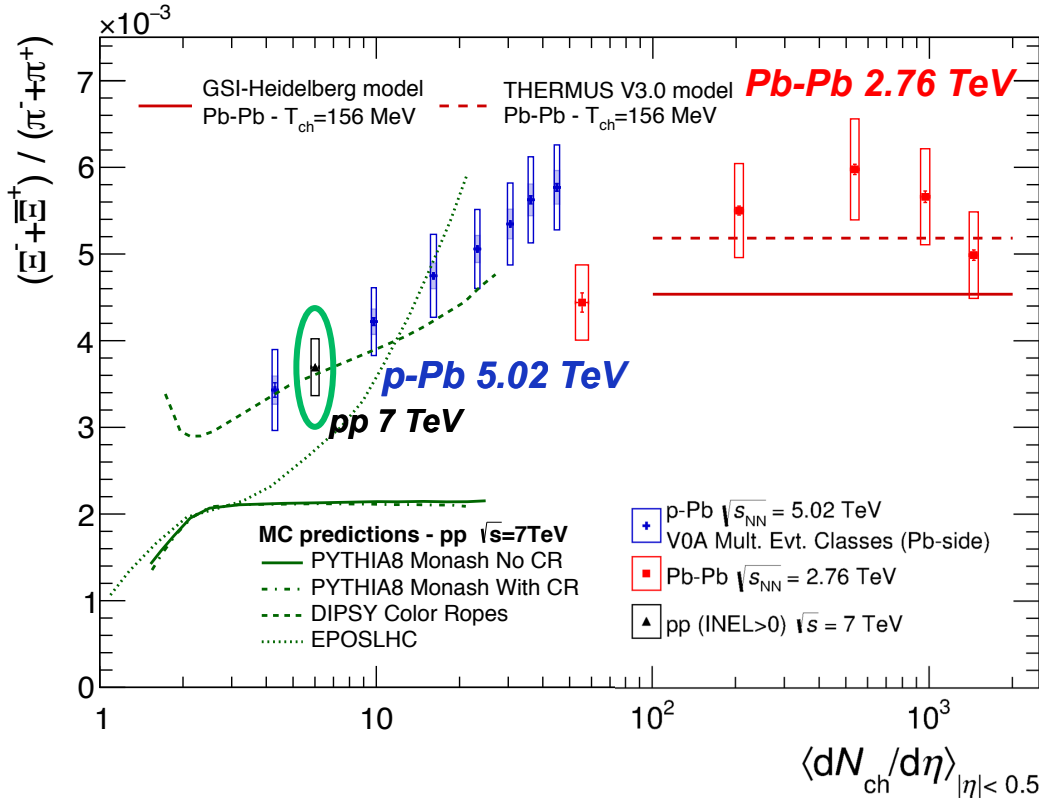 ×10⁻³
(Ξ⁻+Ξ̅⁺) / (π⁻+π⁺)
7
6
5
4
3
2
1
0
GSI-Heidelberg model
Pb-Pb - T_ch=156 MeV
THERMUS V3.0 model
Pb-Pb - T_ch=156 MeV
Pb-Pb 2.76 TeV
p-Pb 5.02 TeV
pp 7 TeV
MC predictions - pp √s=7TeV
PYTHIA8 Monash No CR
PYTHIA8 Monash With CR
DIPSY Color Ropes
EPOSLHC
p-Pb √s_NN = 5.02 TeV
V0A Mult. Evt. Classes (Pb-side)
Pb-Pb √s_NN = 2.76 TeV
pp (INEL>0) √s = 7 TeV
1
10
10²
10³
⟨dN_ch/dη⟩_|η|< 0.5